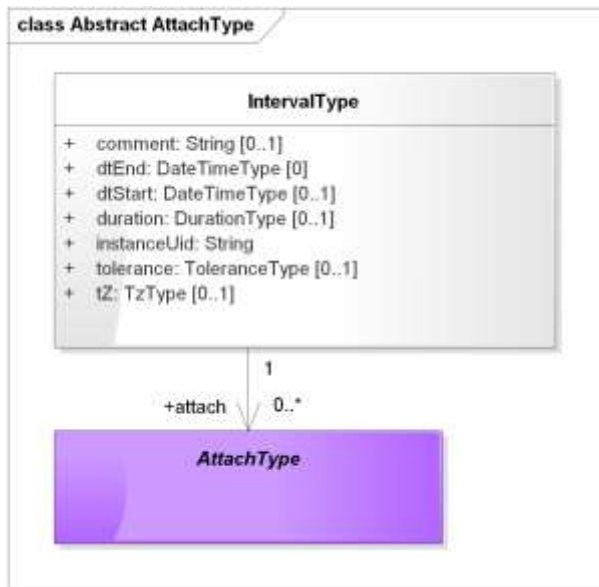 class Abstract AttachType
IntervalType
+ comment: String [0..1]
+ dtEnd: DateTimeType [0]
+ dtStart: DateTimeType [0..1]
+ duration: DurationType [0..1]
+ instanceUid: String
+ tolerance: ToleranceType [0..1]
+ tZ: TzType [0..1]
1
+attach 0..*
AttachType